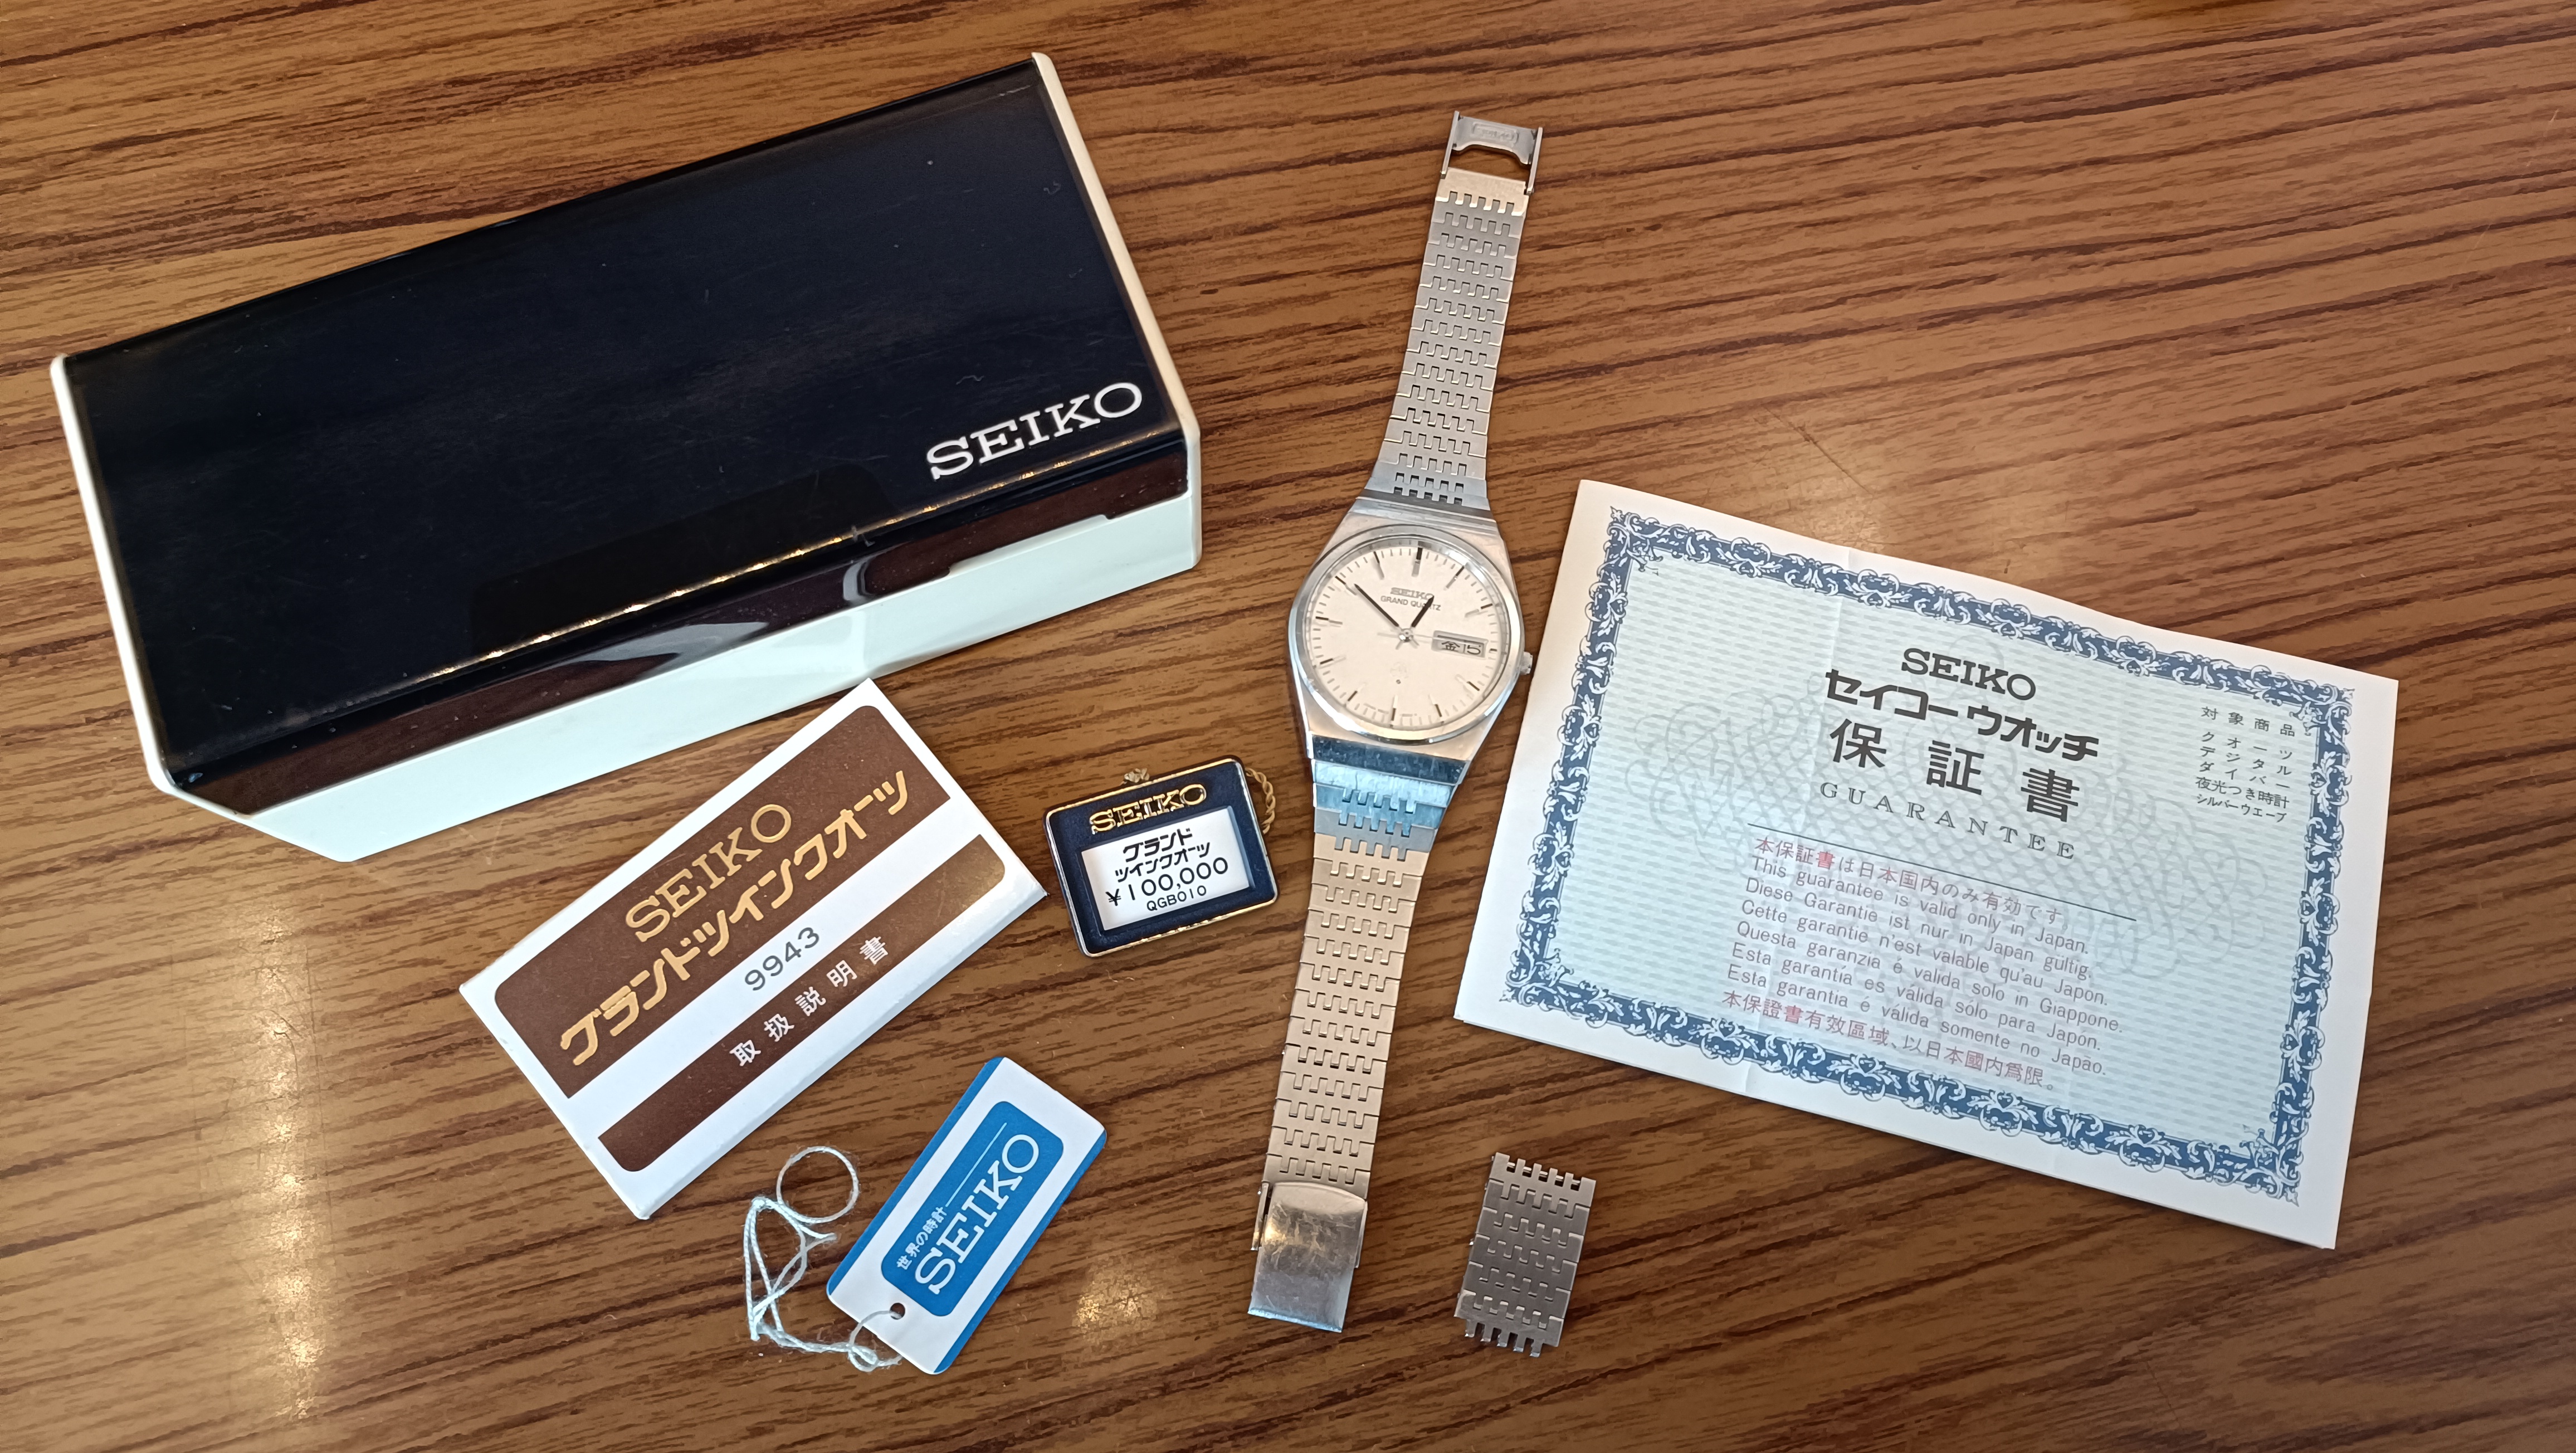 SEIKO
SEIKO
GRAND QUARTZ
金 15
SEIKO
グランド
ツインクオーツ
¥100,000
QGB010
SEIKO
グランドツインクオーツ
9943
取扱説明書
世界の時計
SEIKO
SEIKO
セイコーウオッチ
保証書
GUARANTEE
対象商品
クオーツ
デジタル
ダイバー
夜光つき時計
シルバーウエーブ
本保証書は日本国内のみ有効です。
This guarantee is valid only in Japan.
Diese Garantie ist nur in Japan gültig.
Cette garantie n'est valable qu'au Japon.
Questa garanzia é valida solo in Giappone.
Esta garantía es válida sólo para Japon.
Esta garantia é valida somente no Japão.
本保證書有效區域、以日本國內爲限。